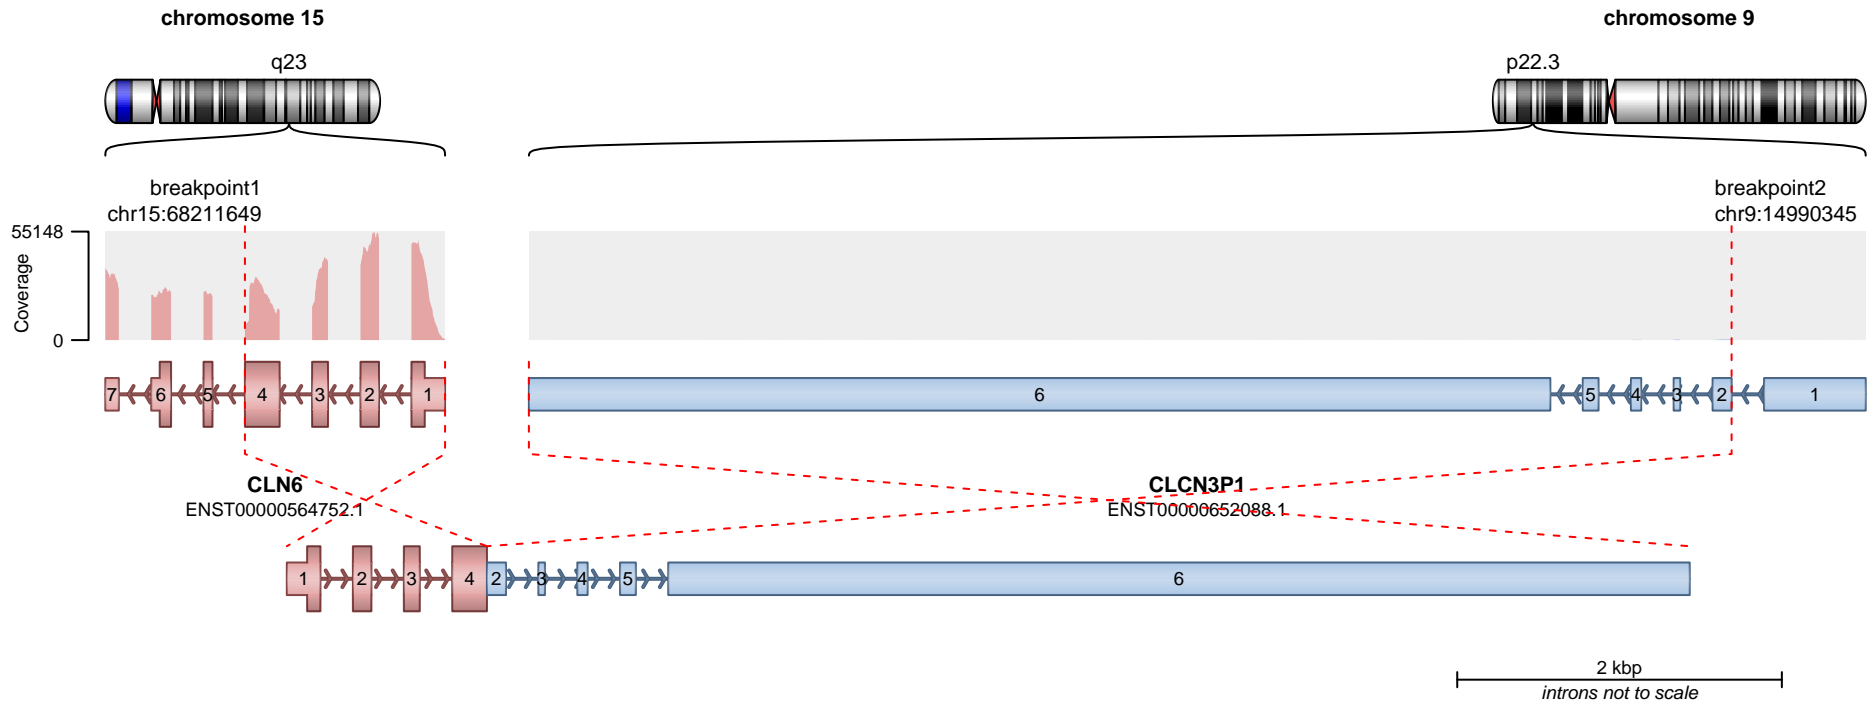 chromosome 15
chromosome 9
q23
p22.3
breakpoint1
chr15:68211649
breakpoint2
chr9:14990345
55148
Coverage
0
7 6 5 4 3 2 1
6 5 4 3 2 1
CLN6
ENST00000564752.1
CLCN3P1
ENST00000652088.1
1 2 3 4 2 3 4 5 6
2 kbp
introns not to scale